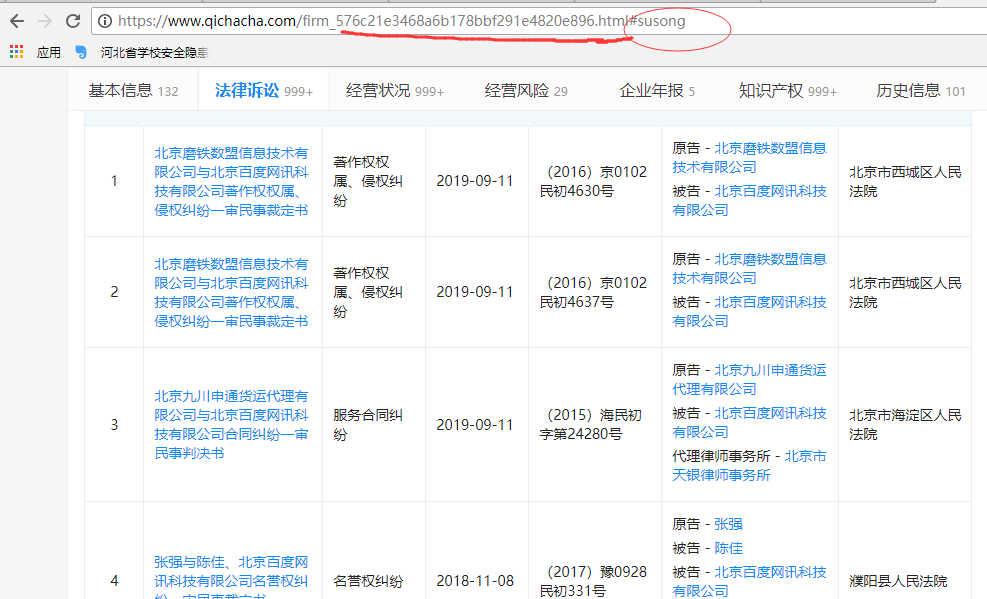 https://www.qichacha.com/firm_576c21e3468a6b178bbf291e4820e896.html#susong
应用 河北省学校安全隐患
基本信息 132 法律诉讼 999+ 经营状况 999+ 经营风险 29 企业年报 5 知识产权 999+ 历史信息 101
1
北京磨铁数盟信息技术有
限公司与北京百度网讯科
技有限公司著作权权属、
侵权纠纷一审民事裁定书
著作权权
属、侵权纠
纷
2019-09-11
（2016）京0102
民初4630号
原告 - 北京磨铁数盟信息
技术有限公司
被告 - 北京百度网讯科技
有限公司
北京市西城区人民
法院
2
北京磨铁数盟信息技术有
限公司与北京百度网讯科
技有限公司著作权权属、
侵权纠纷一审民事裁定书
著作权权
属、侵权纠
纷
2019-09-11
（2016）京0102
民初4637号
原告 - 北京磨铁数盟信息
技术有限公司
被告 - 北京百度网讯科技
有限公司
北京市西城区人民
法院
3
北京九川申通货运代理有
限公司与北京百度网讯科
技有限公司合同纠纷一审
民事判决书
服务合同纠
纷
2019-09-11
（2015）海民初
字第24280号
原告 - 北京九川申通货运
代理有限公司
被告 - 北京百度网讯科技
有限公司
代理律师事务所 - 北京市
天银律师事务所
北京市海淀区人民
法院
4
张强与陈佳、北京百度网
讯科技有限公司名誉权纠
纷一审民事裁定书
名誉权纠纷
2018-11-08
（2017）豫0928
民初331号
原告 - 张强
被告 - 陈佳
被告 - 北京百度网讯科技
有限公司
濮阳县人民法院